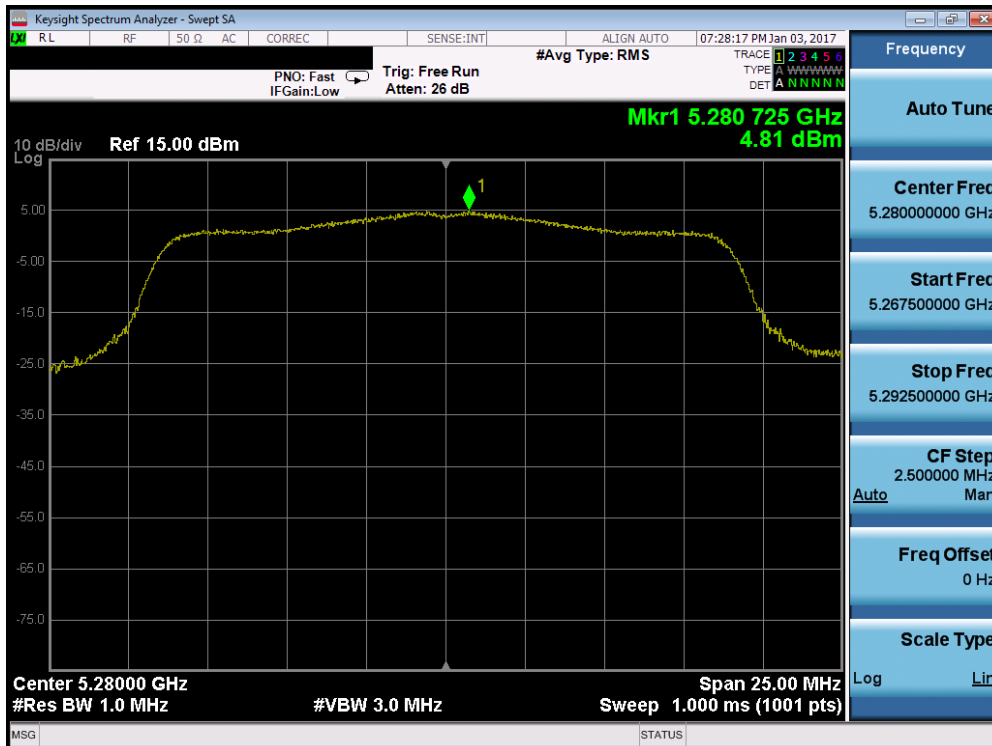 Keysight Spectrum Analyzer - Swept SA
LXI RL RF 50 Ω AC CORREC SENSE:INT ALIGN AUTO 07:28:17 PM Jan 03, 2017
#Avg Type: RMS
TRACE 1 2 3 4 5 6
TYPE A WWWWW
DET A N N N N N
PNO: Fast
IFGain:Low
Trig: Free Run
Atten: 26 dB
Mkr1 5.280 725 GHz
4.81 dBm
10 dB/div
Log
Ref 15.00 dBm
1
5.00
-5.00
-15.0
-25.0
-35.0
-45.0
-55.0
-65.0
-75.0
Center 5.28000 GHz
Span 25.00 MHz
#Res BW 1.0 MHz
#VBW 3.0 MHz
Sweep 1.000 ms (1001 pts)
MSG
STATUS
Frequency
Auto Tune
Center Freq
5.280000000 GHz
Start Freq
5.267500000 GHz
Stop Freq
5.292500000 GHz
CF Step
2.500000 MHz
Auto Man
Freq Offset
0 Hz
Scale Type
Log Lin